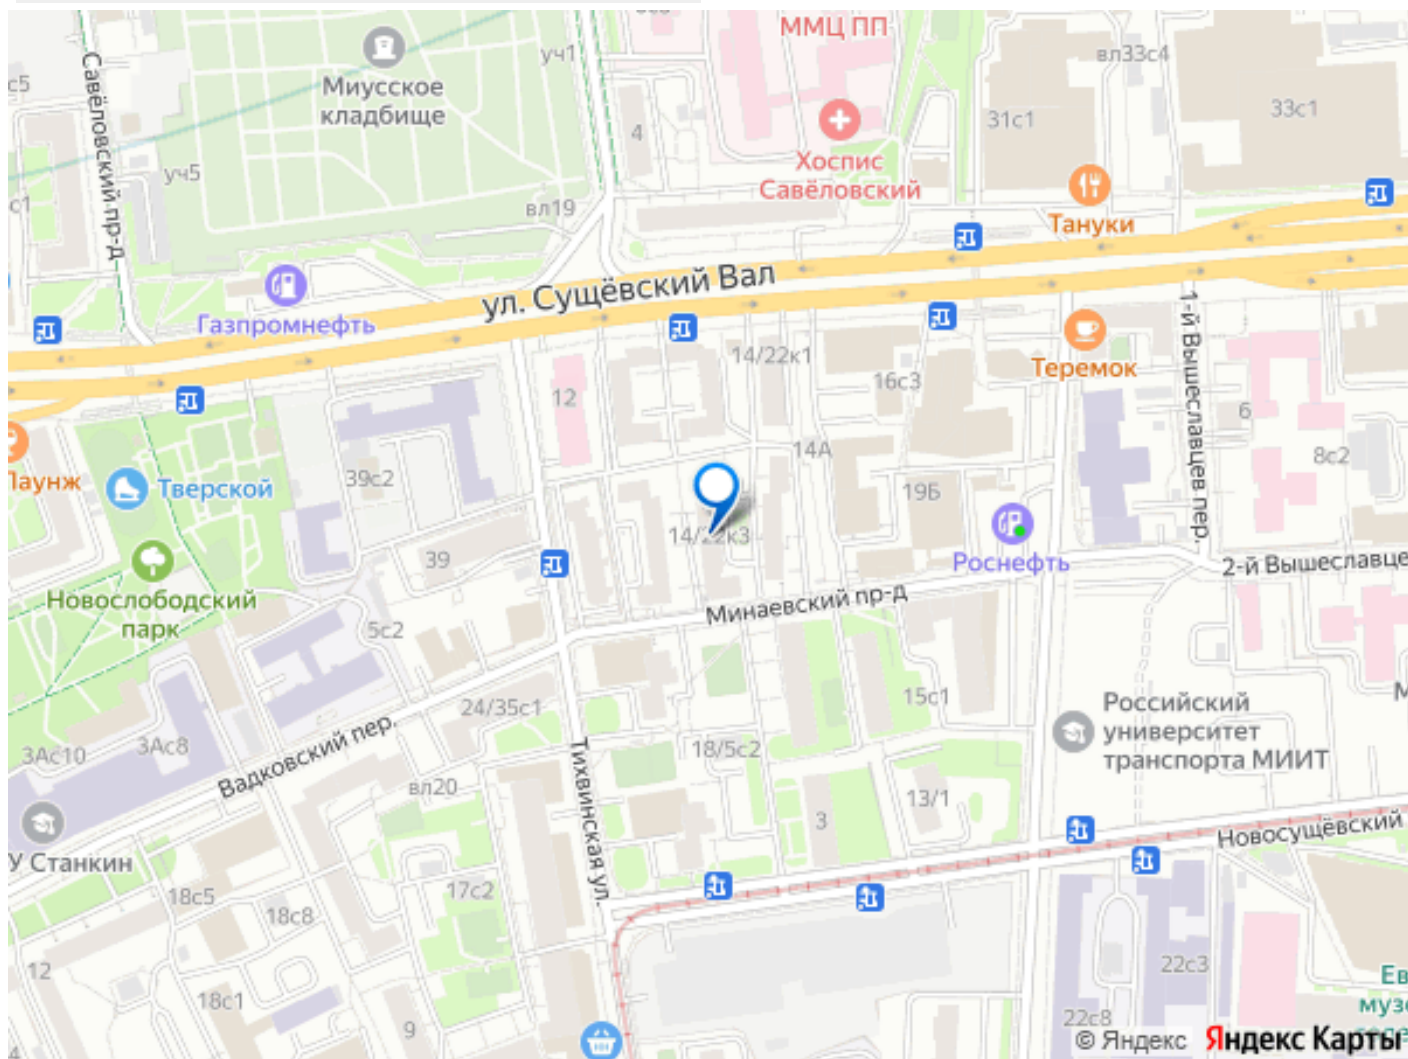 ММЦ ПП
уч1
вл33с4
Савёловский пр-д
Миусское
кладбище
33с1
4
31с1
уч5
Хоспис
Савёловский
вл19
Тануки
ул. Сущёвский Вал
Газпромнефть
14/22к1
Теремок
1-й Вышеславцев пер.
12
16с3
6
14А
8с2
39с2
Лаунж
Тверской
19Б
14/22к3
39
Роснефть
2-й Вышеславце
Новослободский
парк
Минаевский пр-д
5с2
24/35с1
15с1
Российский
университет
транспорта МИИТ
3Ас10
3Ас8
Вадковский пер.
Тихвинская ул.
18/5с2
вл20
13/1
3
Новосущёвский
У Станкин
18с5
17с2
18с8
12
22с3
18с1
9
22с8
Ев
музе
© Яндекс Яндекс Карты